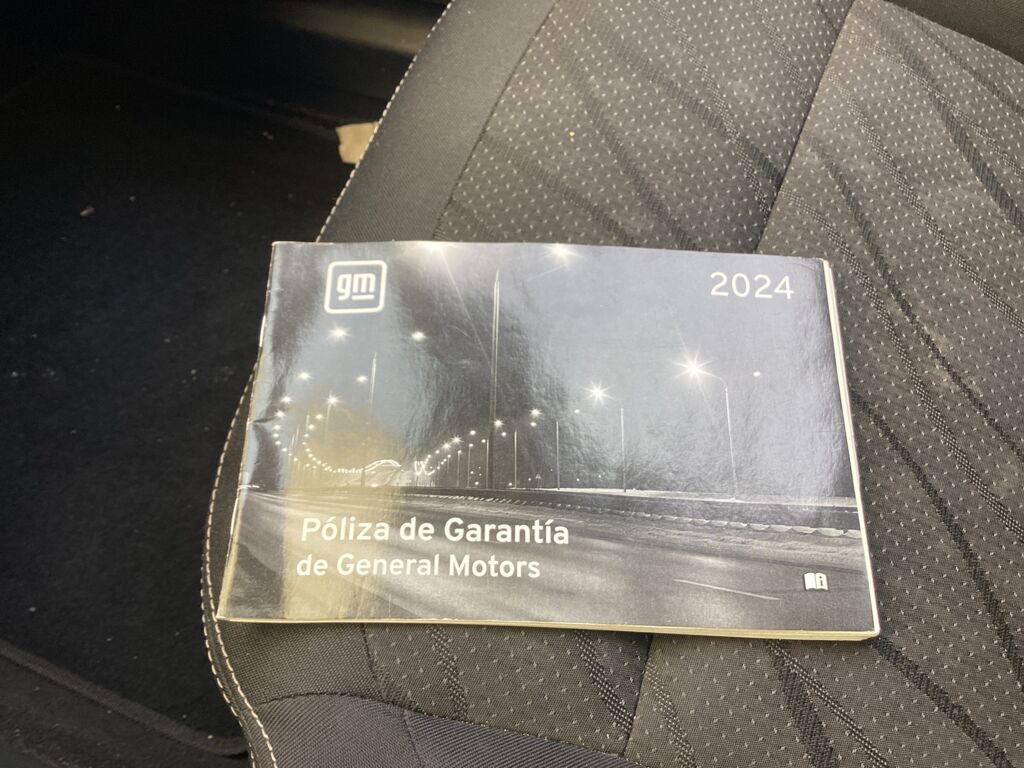 gm
2024
Póliza de Garantía
de General Motors